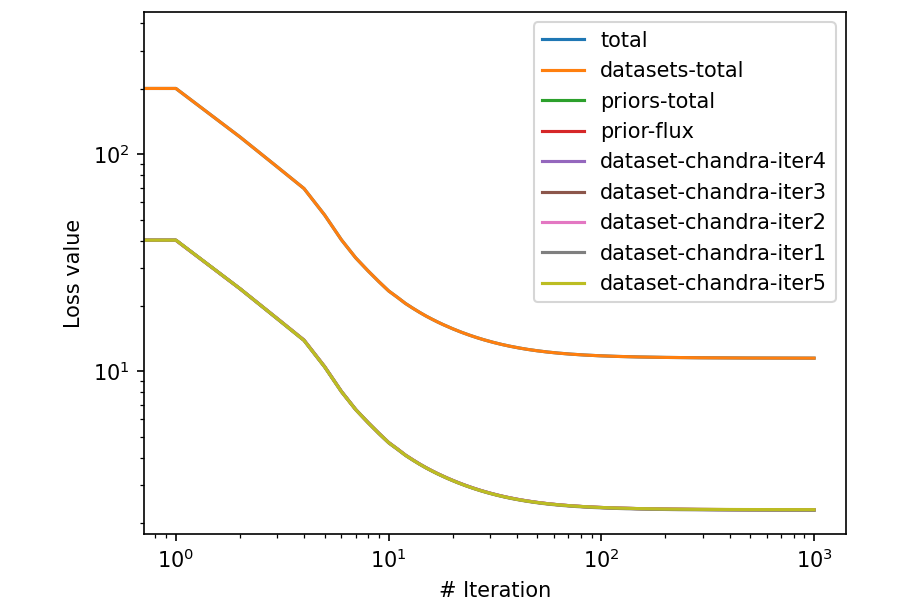 total
datasets-total
priors-total
prior-flux
dataset-chandra-iter4
dataset-chandra-iter3
dataset-chandra-iter2
dataset-chandra-iter1
dataset-chandra-iter5
Loss value
10²
10¹
10⁰ 10¹ 10² 10³
# Iteration